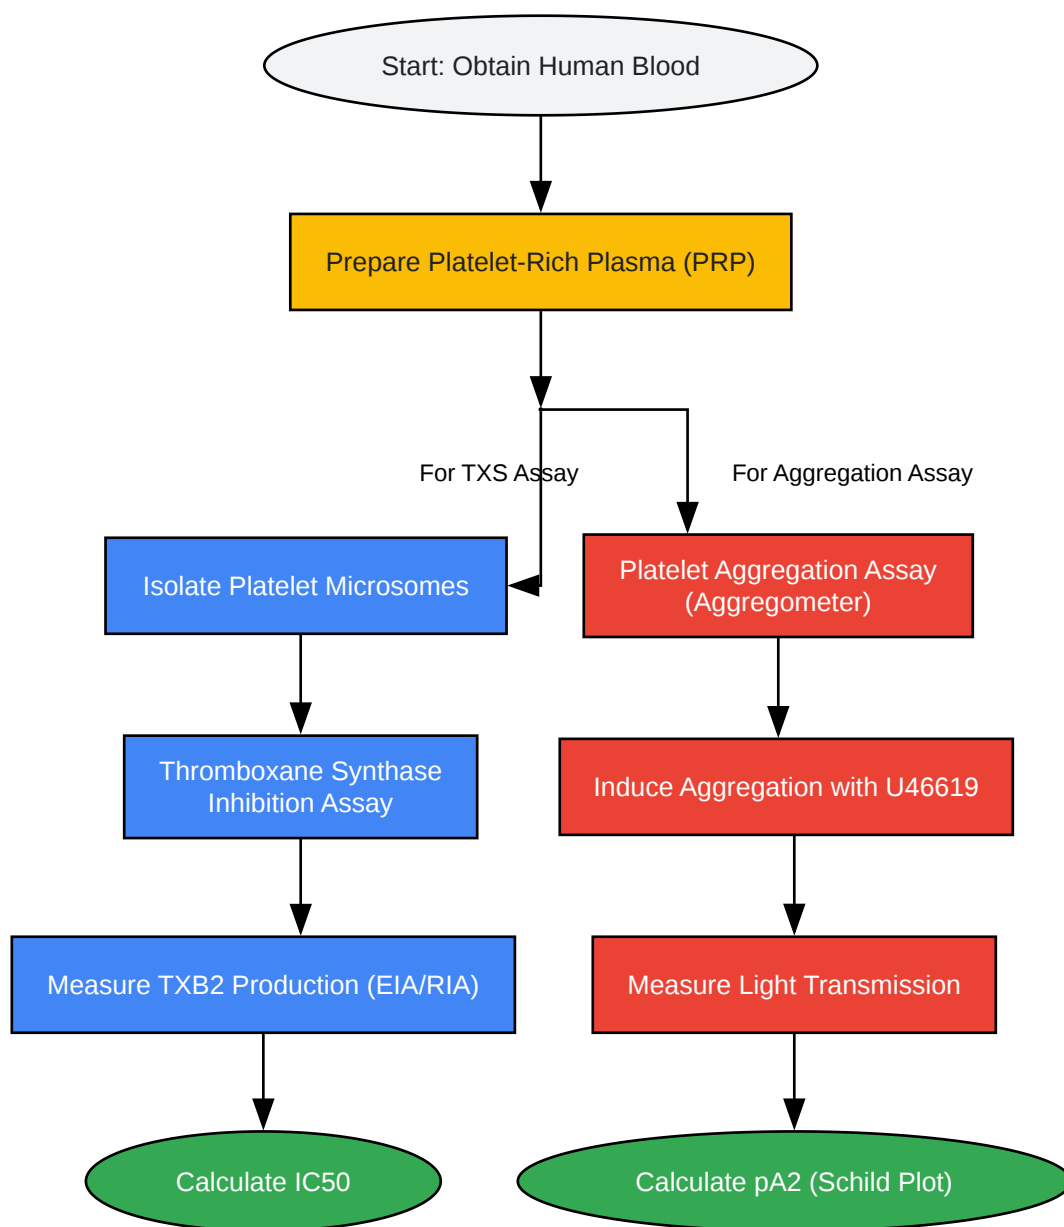 Start: Obtain Human Blood
Prepare Platelet-Rich Plasma (PRP)
For TXS Assay
For Aggregation Assay
Isolate Platelet Microsomes
Platelet Aggregation Assay
(Aggregometer)
Thromboxane Synthase
Inhibition Assay
Induce Aggregation with U46619
Measure TXB2 Production (EIA/RIA)
Measure Light Transmission
Calculate IC50
Calculate pA2 (Schild Plot)